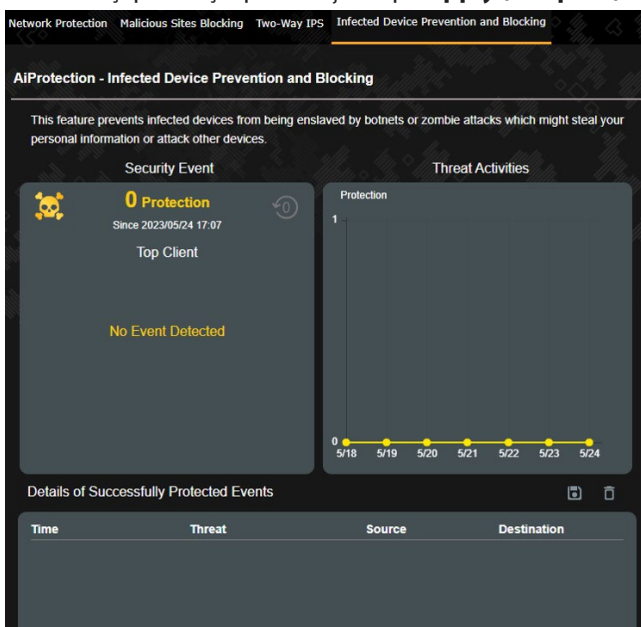 Network Protection Malicious Sites Blocking Two-Way IPS Infected Device Prevention and Blocking
AiProtection - Infected Device Prevention and Blocking
This feature prevents infected devices from being enslaved by botnets or zombie attacks which might steal your
personal information or attack other devices.
Security Event
0 Protection
0
Since 2023/05/24 17:07
Top Client
No Event Detected
Threat Activities
Protection
1
0
5/18 5/19 5/20 5/21 5/22 5/23 5/24
Details of Successfully Protected Events
Time Threat Source Destination